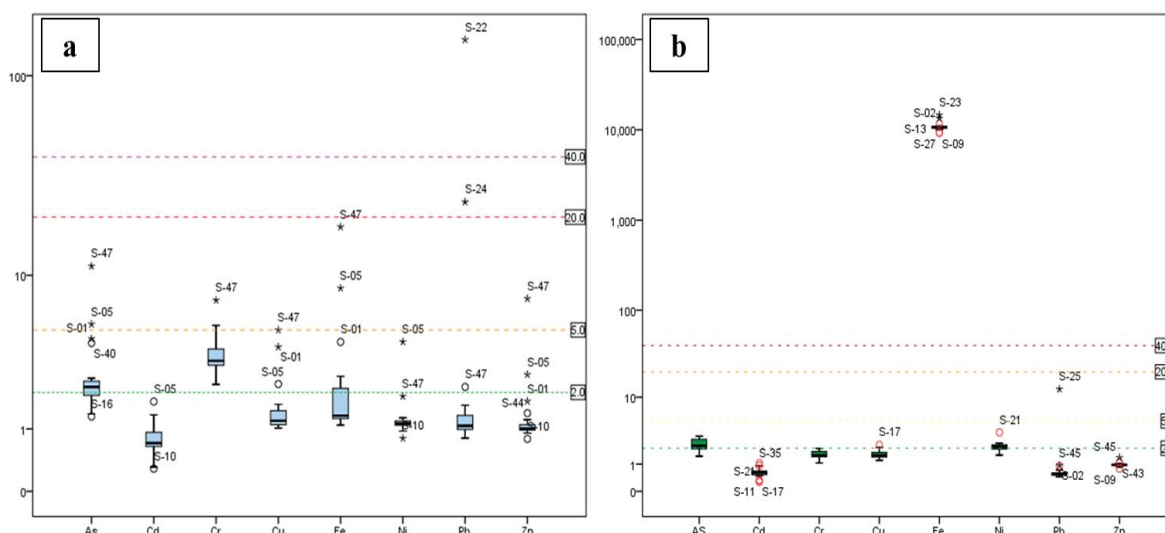 a
100
10
1
0
40.0
20.0
5.0
2.0
S-22
S-24
S-47
S-47
S-05
S-47
S-47
S-47
S-05
S-01
S-40
S-16
S-05
S-10
S-01
S-05
S-01
S-05
S-47
S-47
S-05
S-01
S-44
S-10
As Cd Cr Cu Fe Ni Pb Zn
b
100,000
10,000
1,000
100
10
1
0
40
20
S-02 S-23
S-13
S-27 S-09
S-25
S-21
S-17
S-35
S-21
S-11 S-17
S-45
S-02
S-45
S-43
S-09
AS Cd Cr Cu Fe Ni Pb Zn